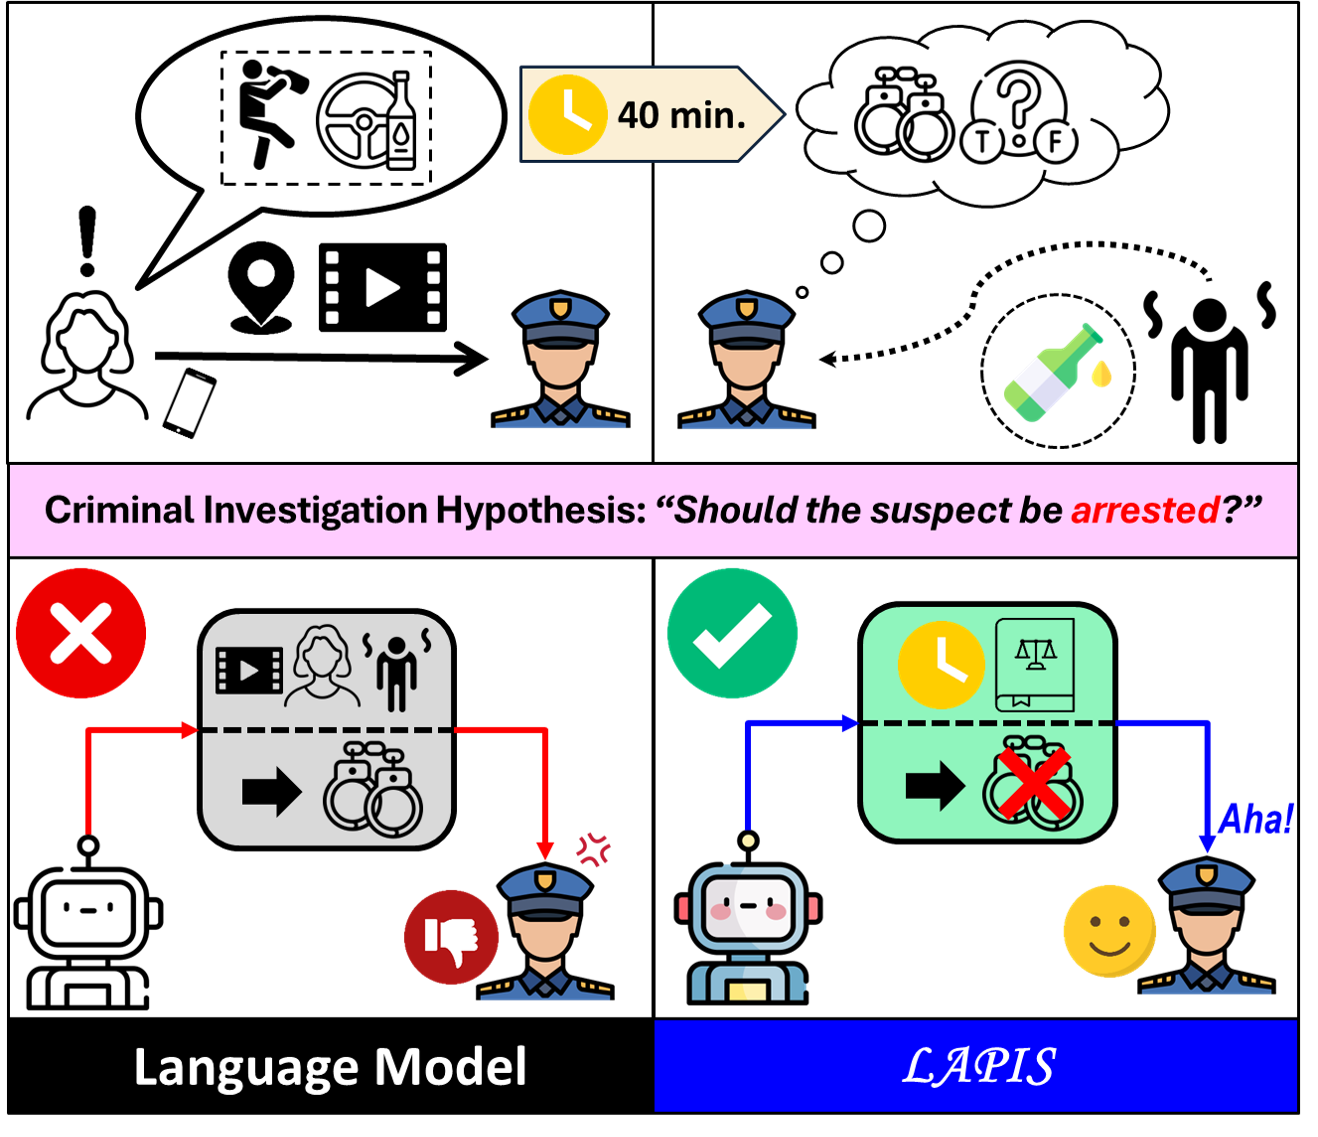 40 min.
T ? F
Criminal Investigation Hypothesis: “Should the suspect be arrested?”
Aha!
Language Model
LAPIS